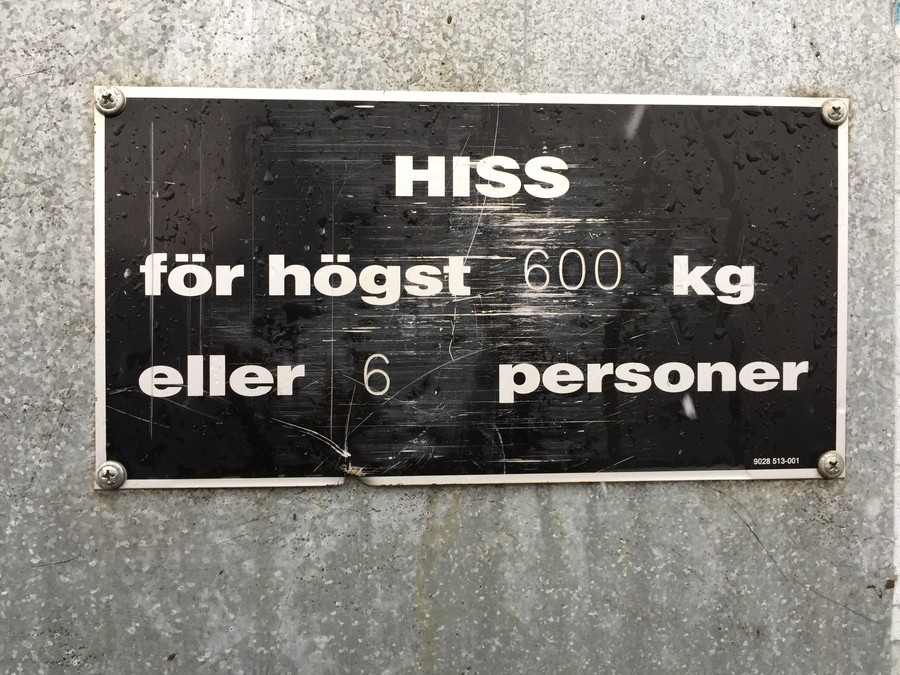 HISS
för högst 600 kg
eller 6 personer
9028 513-001